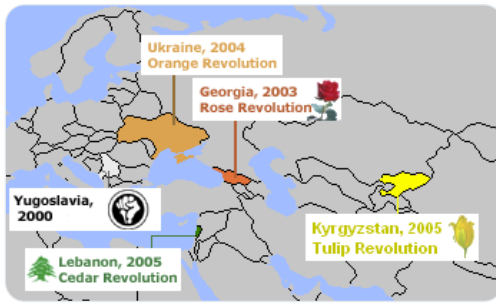 Ukraine, 2004
Orange Revolution
Georgia, 2003
Rose Revolution
Yugoslavia,
2000
Kyrgyzstan, 2005
Tulip Revolution
Lebanon, 2005
Cedar Revolution